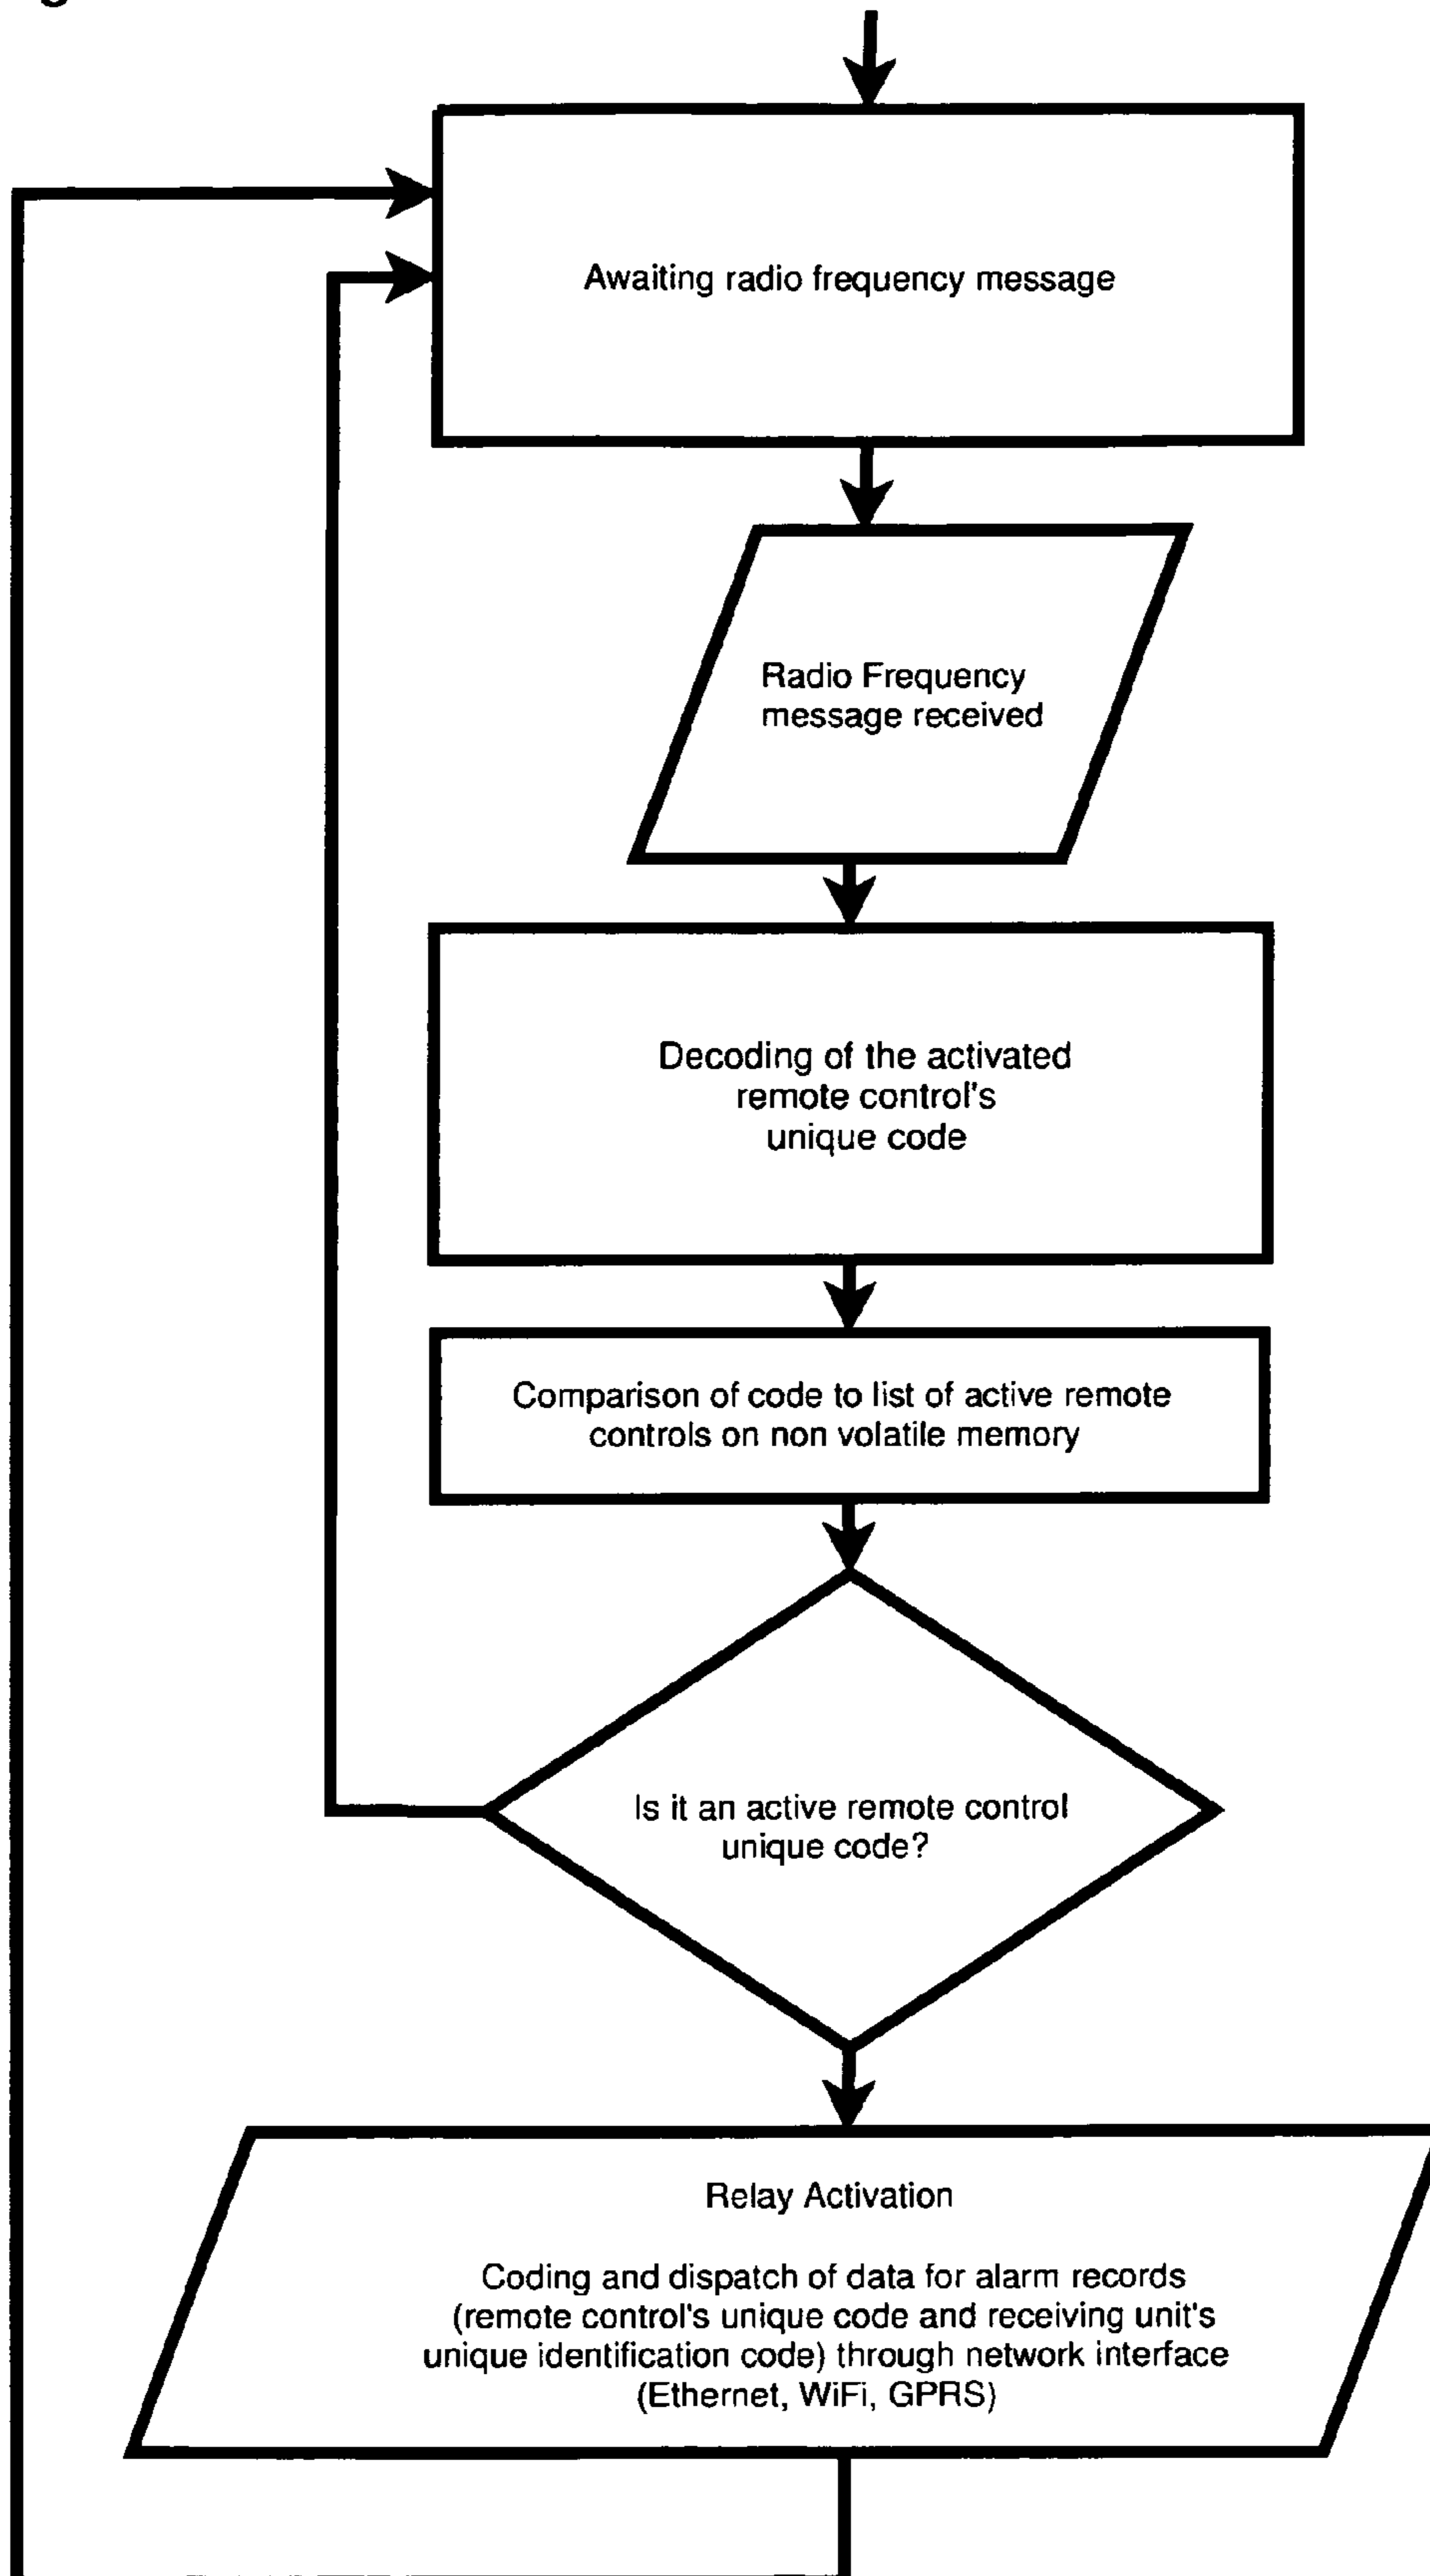 Awaiting radio frequency message
Radio Frequency
message received
Decoding of the activated
remote control's
unique code
Comparison of code to list of active remote
controls on non volatile memory
Is it an active remote control
unique code?
Relay Activation
Coding and dispatch of data for alarm records
(remote control's unique code and receiving unit's
unique identification code) through network interface
(Ethernet, WiFi, GPRS)